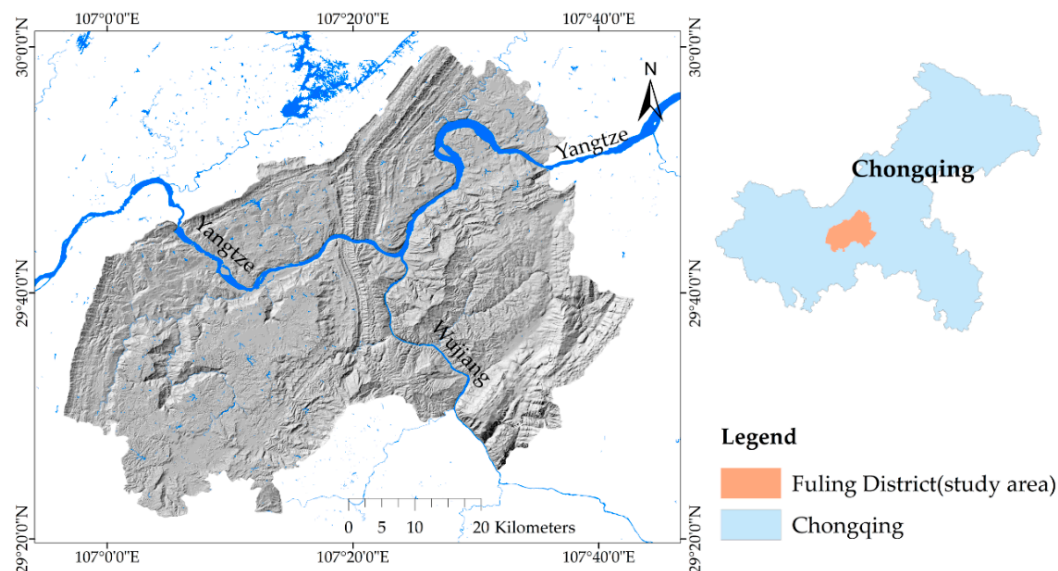 107°0′0″E
107°20′0″E
107°40′0″E
30°0′0″N
30°0′0″N
N
Yangtze
Chongqing
Yangtze
29°40′0″N
29°40′0″N
Wujiang
Legend
Fuling District(study area)
Chongqing
0 5 10 20 Kilometers
29°20′0″N
29°20′0″N
107°0′0″E
107°20′0″E
107°40′0″E